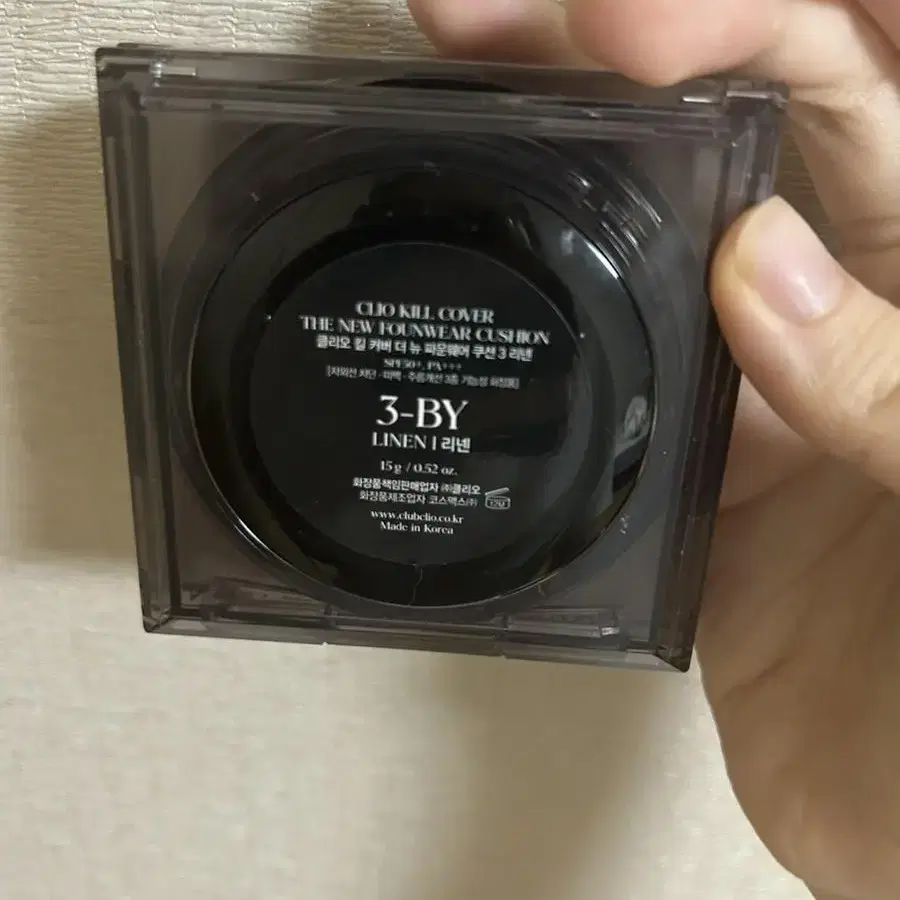 CLIO KILL COVER
THE NEW FOUNWEAR CUSHION
클리오 킬 커버 더 뉴 파운웨어 쿠션 3 리넨
SPF50+, PA+++
[자외선 차단 · 미백 · 주름개선 3중 기능성 화장품]
3-BY
LINEN | 리넨
15 g / 0.52 oz.
화장품책임판매업자 ㈜클리오
화장품제조업자 코스맥스㈜
12M
www.clubclio.co.kr
Made in Korea